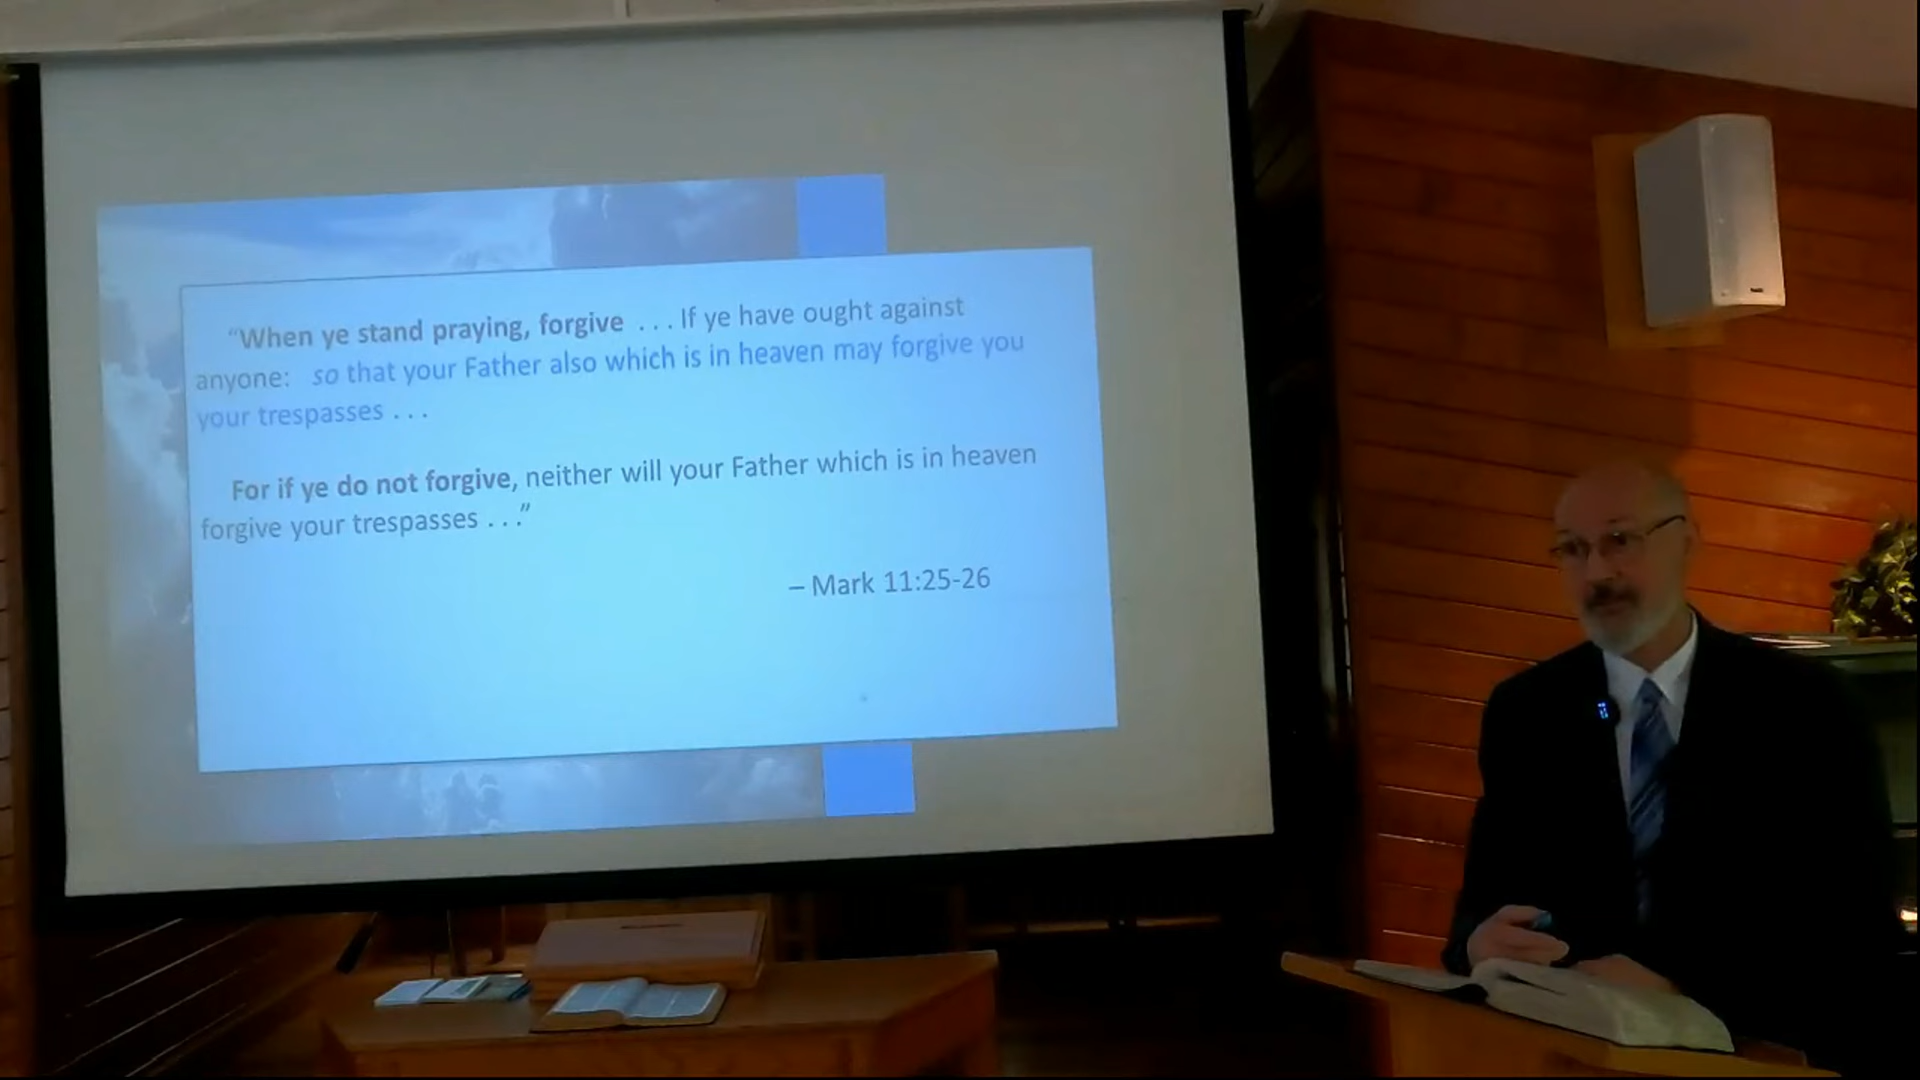 “When ye stand praying, forgive . . . If ye have ought against
anyone: so that your Father also which is in heaven may forgive you
your trespasses . . .
For if ye do not forgive, neither will your Father which is in heaven
forgive your trespasses . . .”
– Mark 11:25-26